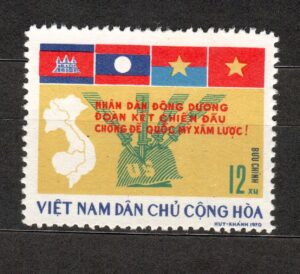 NHÂN DÂN ĐÔNG DƯƠNG
ĐOÀN KẾT CHIẾN ĐẤU
CHỐNG ĐẾ QUỐC MỸ XÂM LƯỢC!
US
BƯU CHÍNH
12 XU
VIỆT NAM DÂN CHỦ CỘNG HÒA
HUY-KHÁNH 1970